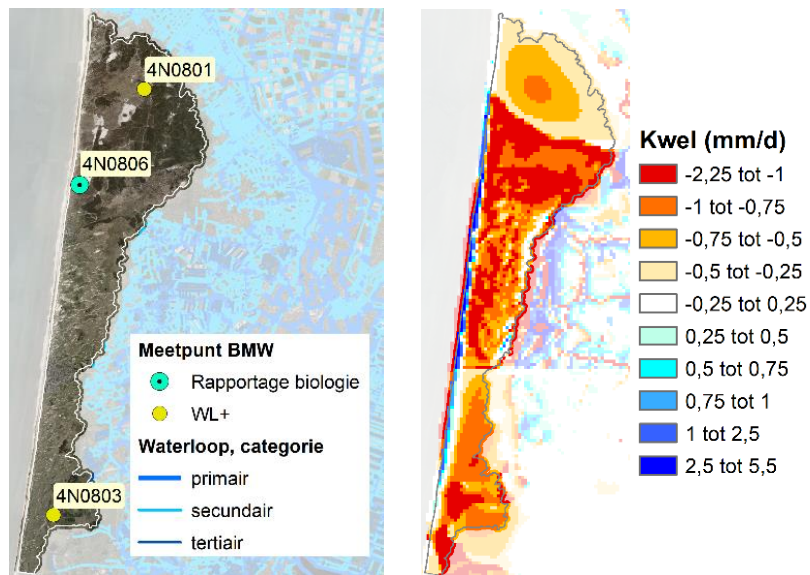 4N0801
4N0806
4N0803
Meetpunt BMW
Rapportage biologie
WL+
Waterloop, categorie
primair
secundair
tertiair
Kwel (mm/d)
-2,25 tot -1
-1 tot -0,75
-0,75 tot -0,5
-0,5 tot -0,25
-0,25 tot 0,25
0,25 tot 0,5
0,5 tot 0,75
0,75 tot 1
1 tot 2,5
2,5 tot 5,5